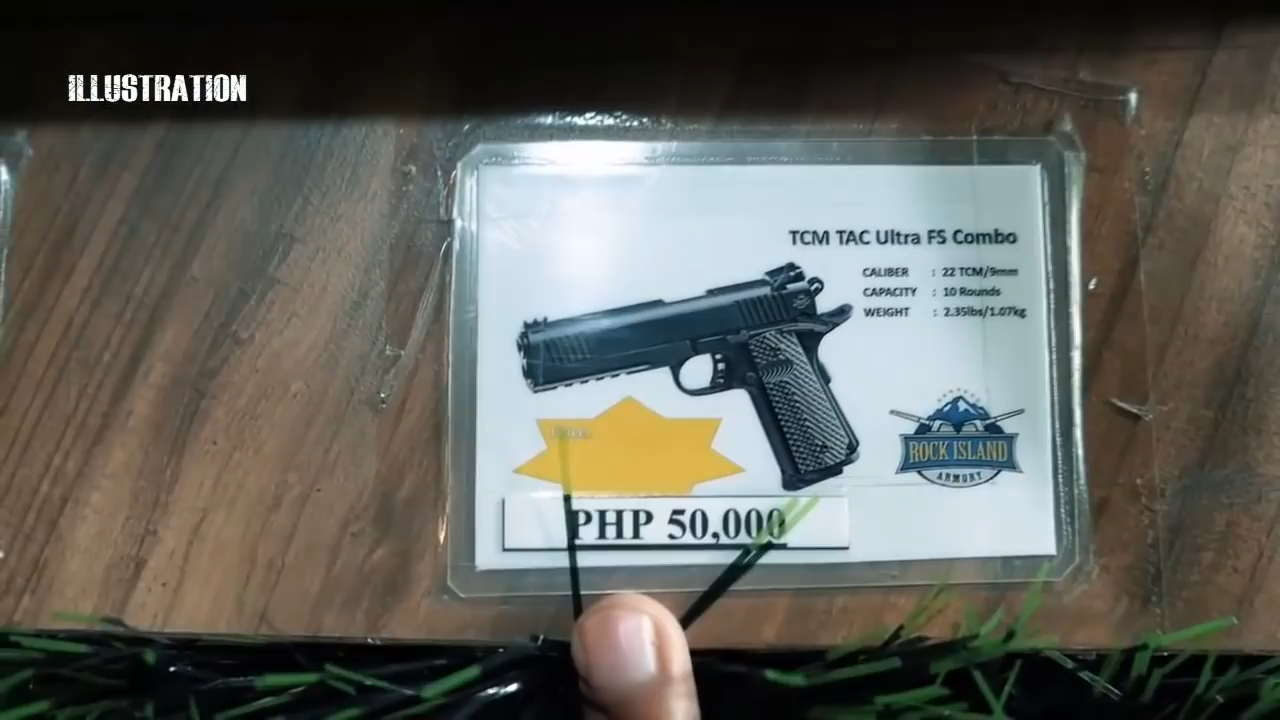 ILLUSTRATION
TCM TAC Ultra FS Combo
CALIBER : 22 TCM/9mm
CAPACITY : 10 Rounds
WEIGHT : 2.35lbs/1.07kg
ROCK ISLAND
ARMORY
PHP 50,000